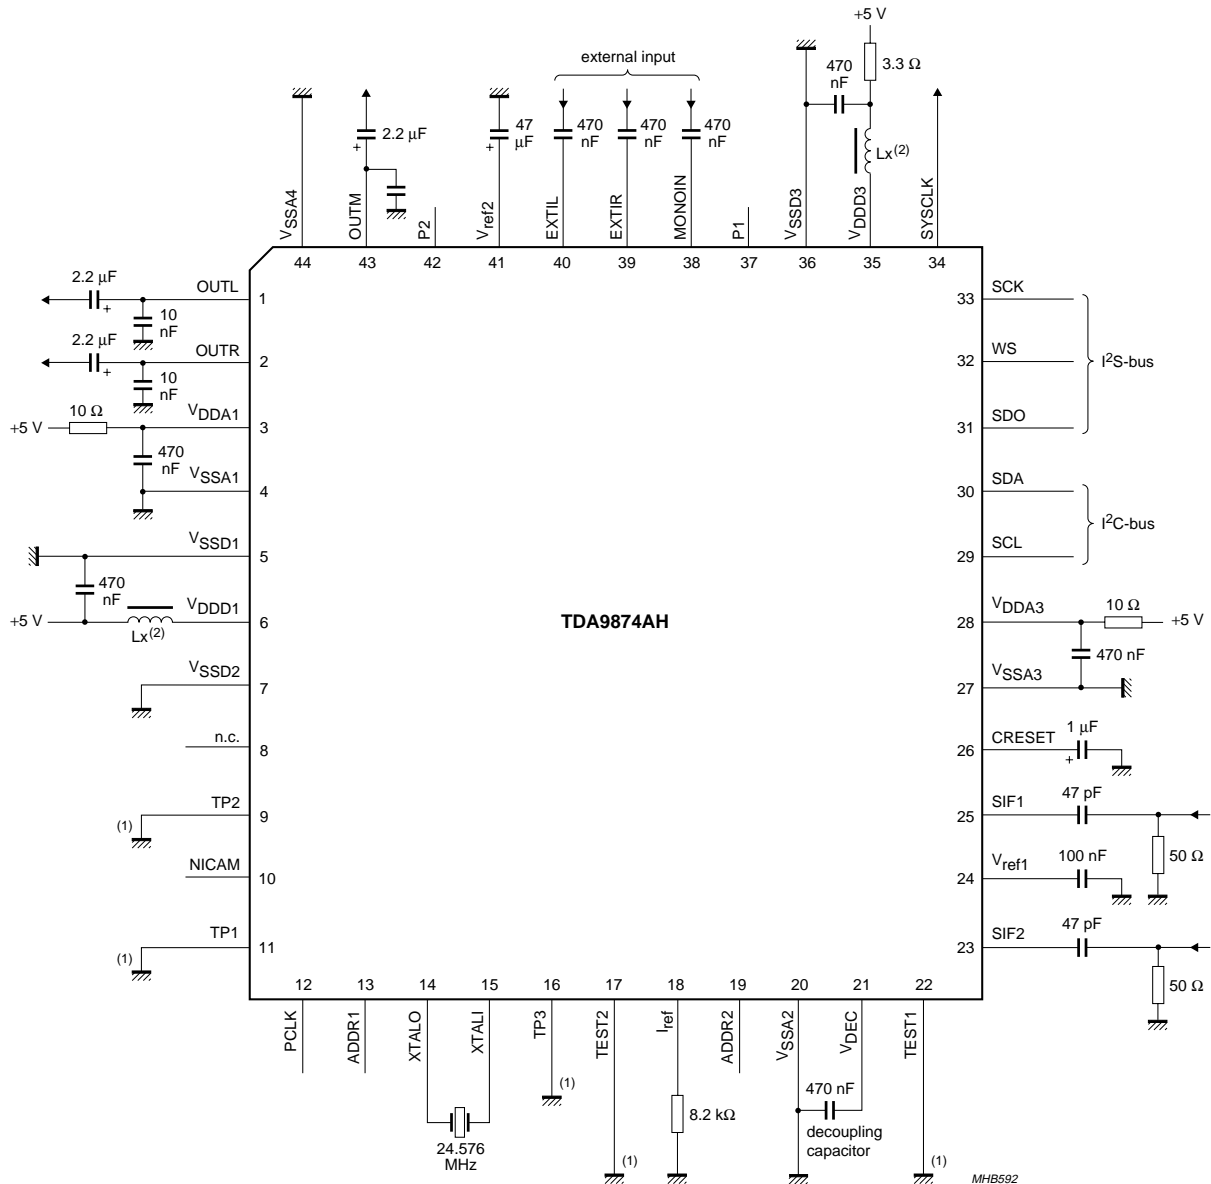 +5 V
external input
470
nF
3.3 Ω
2.2 μF
47
μF
470
nF
470
nF
470
nF
Lx(2)
VSSA4
OUTM
P2
Vref2
EXTIL
EXTIR
MONOIN
P1
VSSD3
VDDD3
SYSCLK
44
43
42
41
40
39
38
37
36
35
34
2.2 μF
OUTL
1
10
nF
2.2 μF
OUTR
2
10
nF
10 Ω
VDDA1
+5 V
3
470
nF
VSSA1
4
VSSD1
5
470
nF
VDDD1
+5 V
6
Lx(2)
VSSD2
7
n.c.
8
TP2
(1)
9
NICAM
10
TP1
(1)
11
TDA9874AH
33
SCK
32
WS
I2S-bus
31
SDO
30
SDA
I2C-bus
29
SCL
28
VDDA3
10 Ω
+5 V
470 nF
27
VSSA3
26
CRESET
1 μF
+
25
SIF1
47 pF
50 Ω
24
Vref1
100 nF
23
SIF2
47 pF
50 Ω
12
13
14
15
16
17
18
19
20
21
22
PCLK
ADDR1
XTALO
XTALI
TP3
TEST2
Iref
ADDR2
VSSA2
VDEC
TEST1
24.576
MHz
(1)
(1)
8.2 kΩ
470 nF
decoupling
capacitor
(1)
MHB592